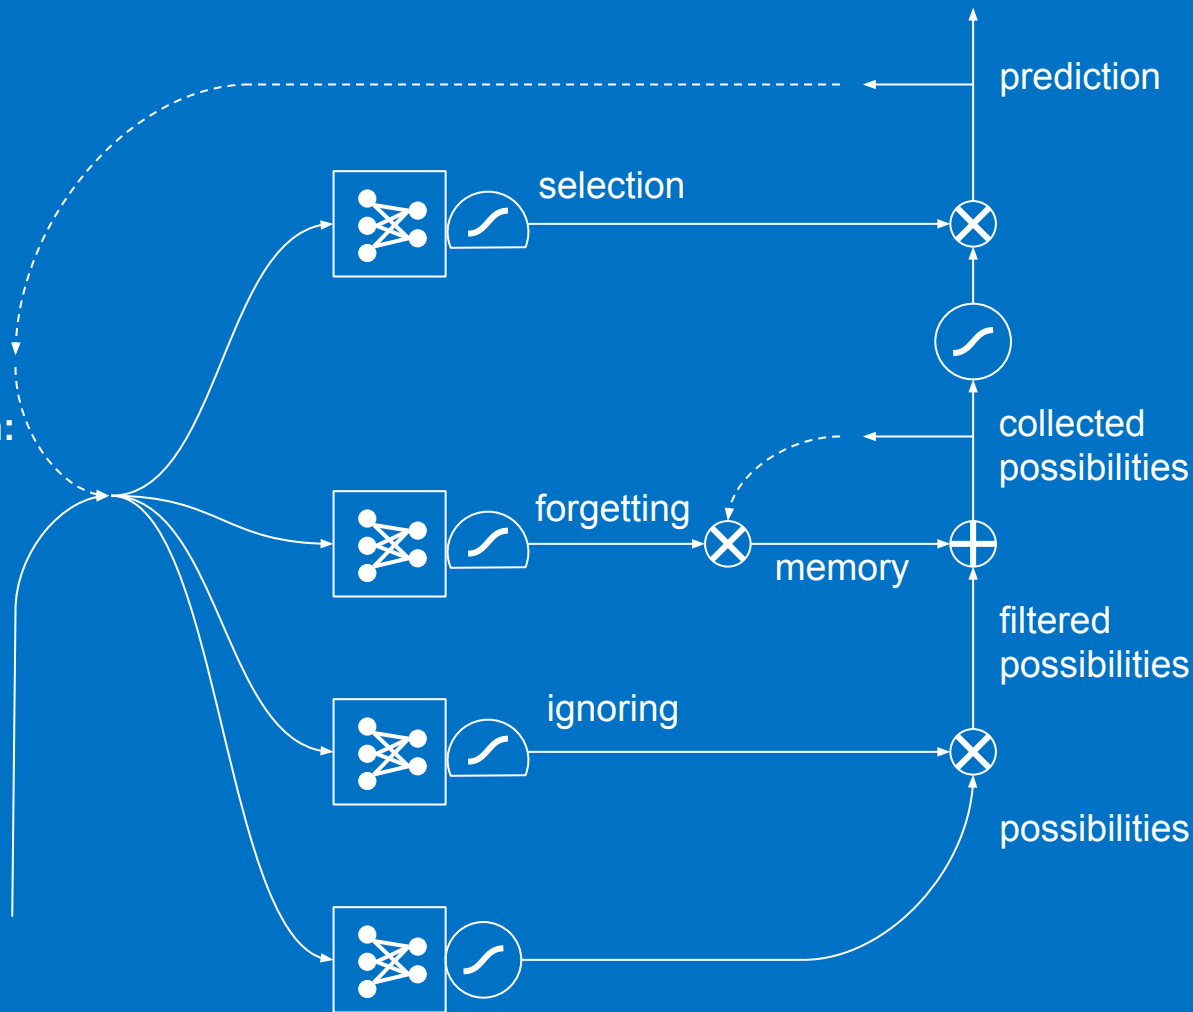 prediction
selection
collected
possibilities
forgetting
memory
filtered
possibilities
ignoring
possibilities